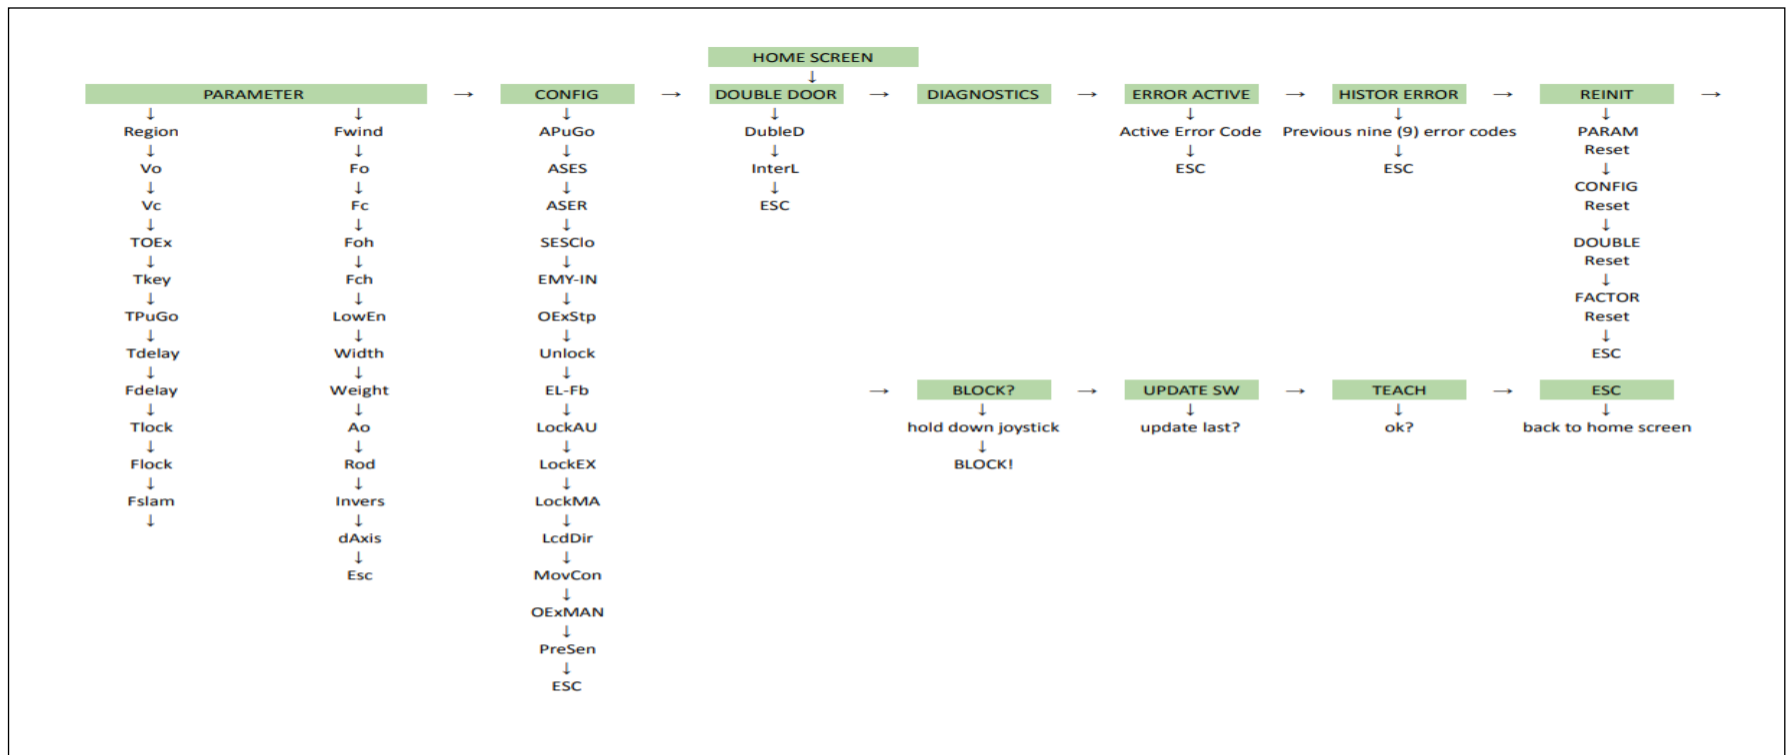 HOME SCREEN
↓
PARAMETER → CONFIG → DOUBLE DOOR → DIAGNOSTICS → ERROR ACTIVE → HISTOR ERROR → REINIT →
↓
Region
↓
Vo
↓
Vc
↓
TOEx
↓
Tkey
↓
TPuGo
↓
Tdelay
↓
Fdelay
↓
Tlock
↓
Flock
↓
Fslam
↓
↓
Fwind
↓
Fo
↓
Fc
↓
Foh
↓
Fch
↓
LowEn
↓
Width
↓
Weight
↓
Ao
↓
Rod
↓
Invers
↓
dAxis
↓
Esc
↓
APuGo
↓
ASES
↓
ASER
↓
SESClo
↓
EMY-IN
↓
OExStp
↓
Unlock
↓
EL-Fb
↓
LockAU
↓
LockEX
↓
LockMA
↓
LcdDir
↓
MovCon
↓
OExMAN
↓
PreSen
↓
ESC
↓
DubleD
↓
InterL
↓
ESC
↓
Active Error Code
↓
ESC
↓
Previous nine (9) error codes
↓
ESC
↓
PARAM
Reset
↓
CONFIG
Reset
↓
DOUBLE
Reset
↓
FACTOR
Reset
↓
ESC
→ BLOCK? → UPDATE SW → TEACH → ESC
↓
hold down joystick
↓
BLOCK!
↓
update last?
↓
ok?
↓
back to home screen